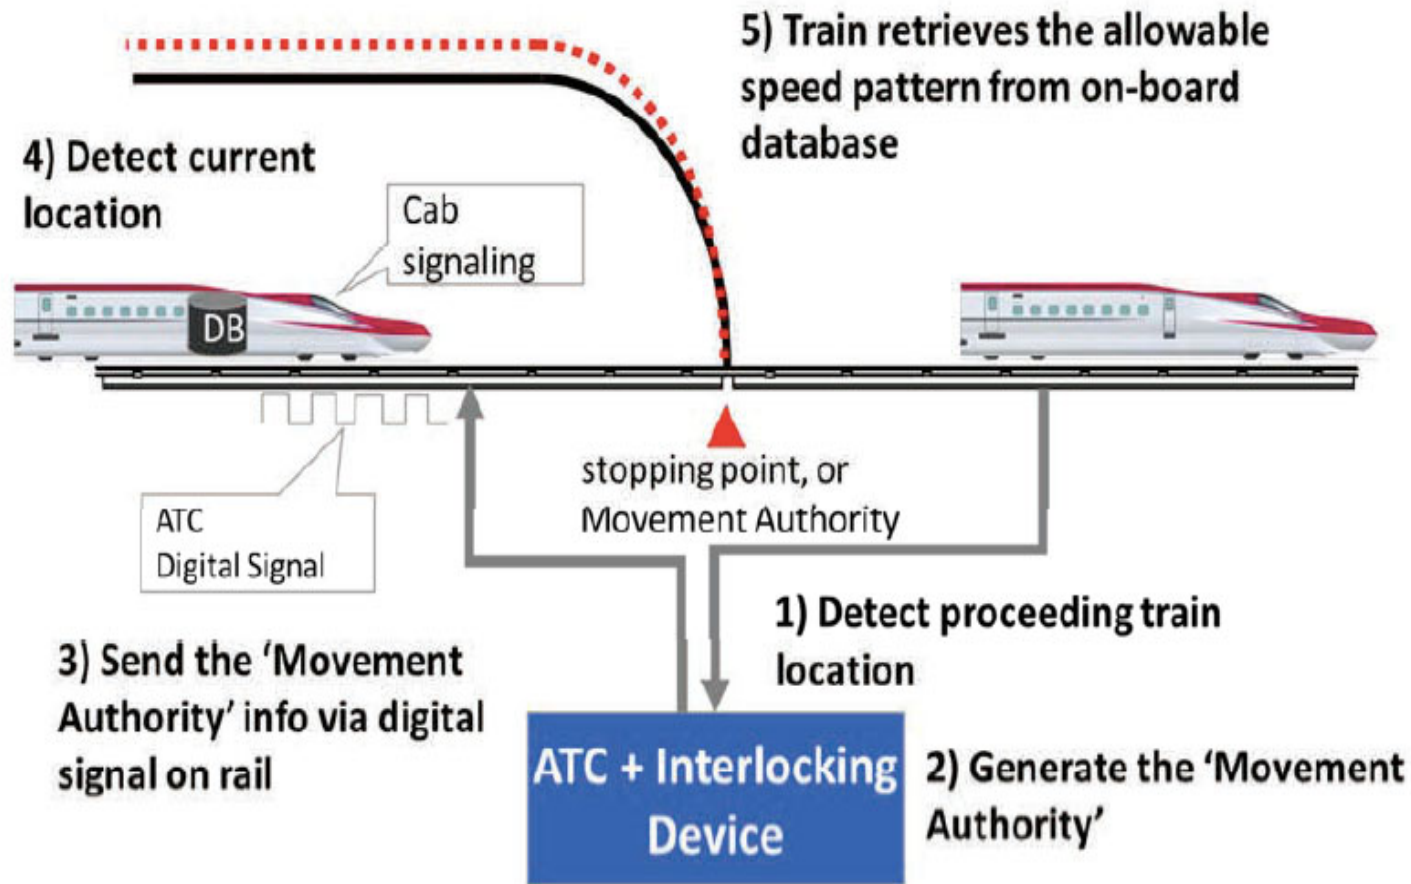 5) Train retrieves the allowable
speed pattern from on-board
database
4) Detect current
location
Cab
signaling
DB
stopping point, or
Movement Authority
ATC
Digital Signal
1) Detect proceeding train
location
3) Send the ‘Movement
Authority’ info via digital
signal on rail
ATC + Interlocking
Device
2) Generate the ‘Movement
Authority’